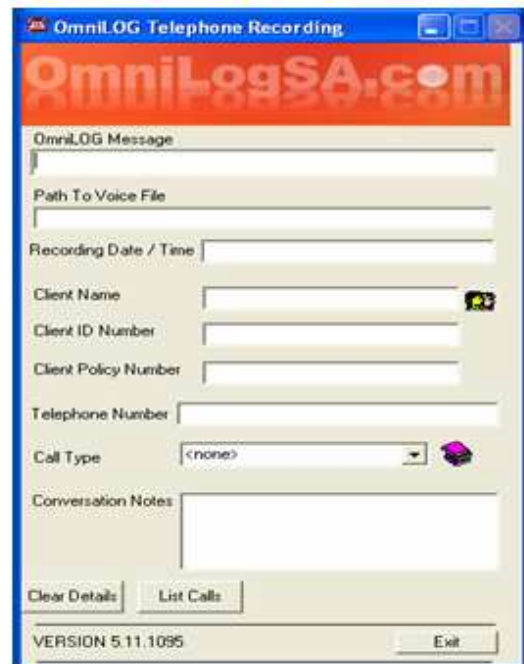 OmniLOG Telephone Recording
OmniLogSA.com
OmniLOG Message
Path To Voice File
Recording Date / Time
Client Name
Client ID Number
Client Policy Number
Telephone Number
Call Type <none>
Conversation Notes
Clear Details List Calls
VERSION 5.11.1095 Exit